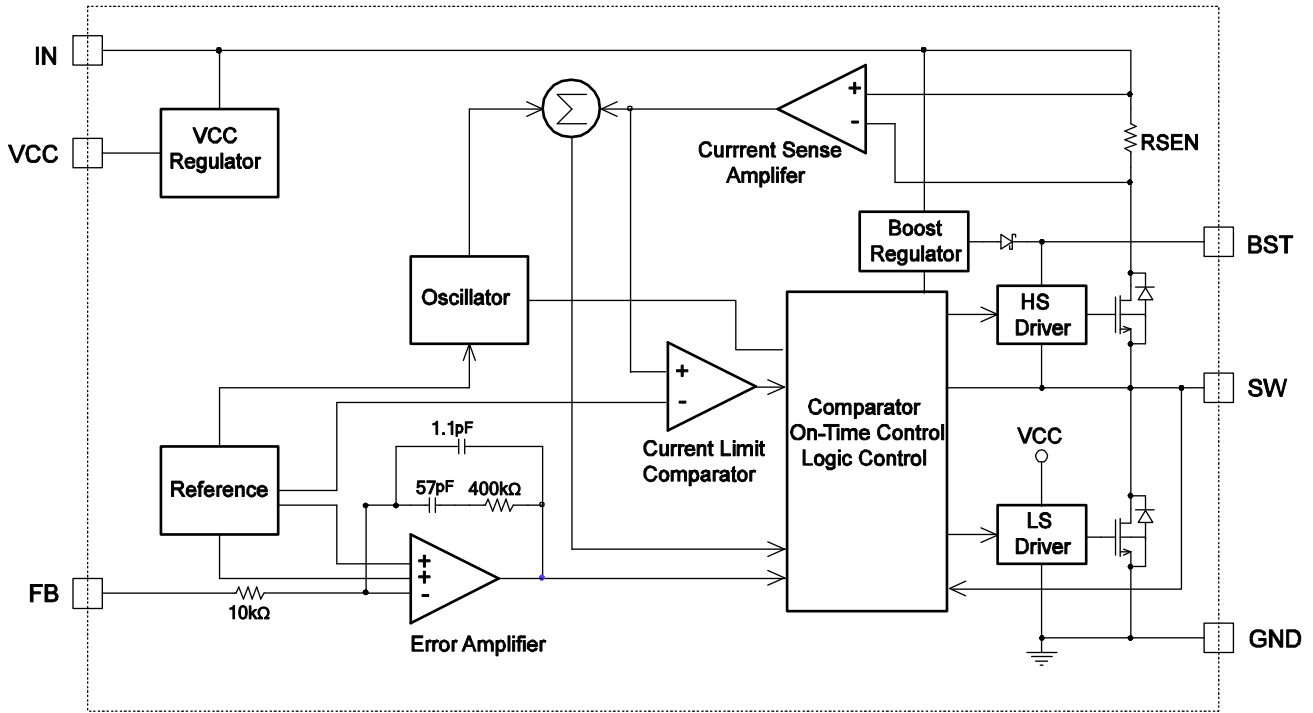 IN
VCC
VCC
Regulator
Σ
+
-
Currrent Sense
Amplifer
RSEN
Boost
Regulator
BST
Oscillator
HS
Driver
+
-
Current Limit
Comparator
SW
Comparator
On-Time Control
Logic Control
VCC
1.1pF
57pF
400kΩ
Reference
LS
Driver
+
+
-
FB
10kΩ
Error Amplifier
GND